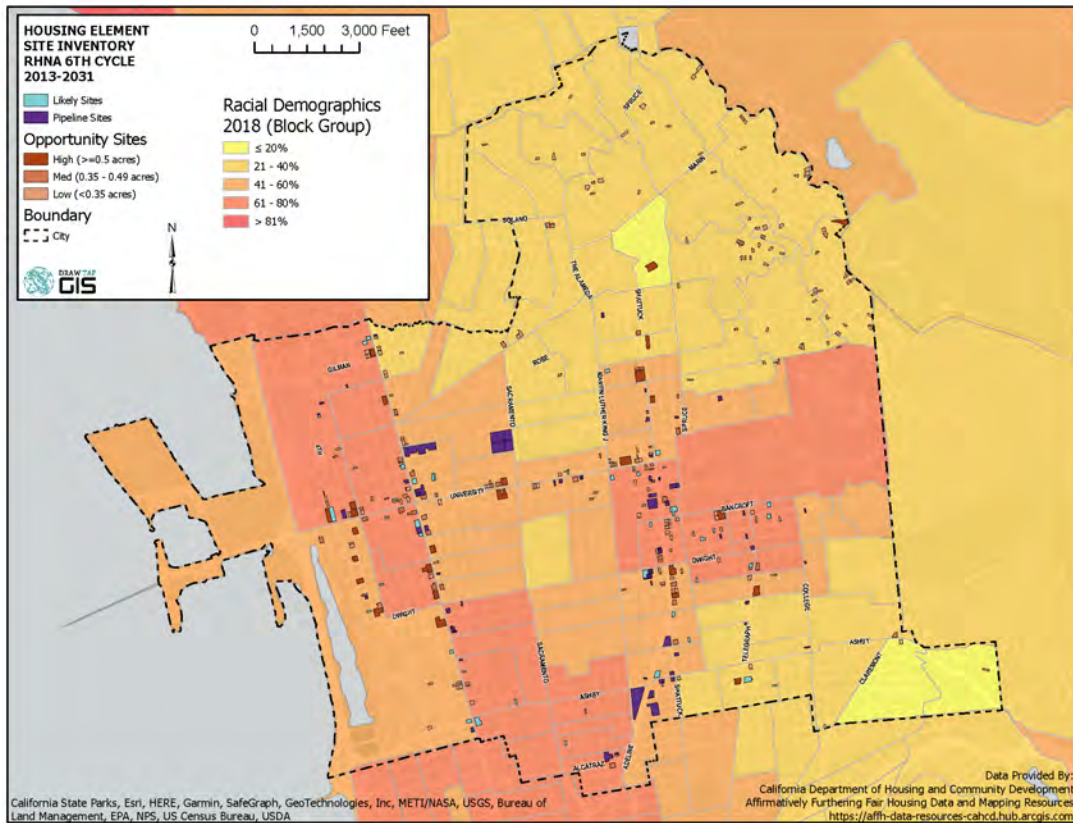 HOUSING ELEMENT
SITE INVENTORY
RHNA 6TH CYCLE
2013-2031
0 1,500 3,000 Feet
Likely Sites
Pipeline Sites
Opportunity Sites
High (>=0.5 acres)
Med (0.35 - 0.49 acres)
Low (<0.35 acres)
Boundary
City
Racial Demographics
2018 (Block Group)
≤ 20%
21 - 40%
41 - 60%
61 - 80%
> 81%
N
DRAW TAP
GIS
SPRUCE
MARIN
SOLANO
THE ALAMEDA
SHATTUCK
GILMAN
ROSE
SACRAMENTO
MARTIN LUTHER KING J
SPRUCE
6TH
UNIVERSITY
BANCROFT
DWIGHT
DWIGHT
COLLEGE
TELEGRAPH
ASHBY
CLAREMONT
SACRAMENTO
ASHBY
SHATTUCK
ADELINE
ALCATRAZ
California State Parks, Esri, HERE, Garmin, SafeGraph, GeoTechnologies, Inc, METI/NASA, USGS, Bureau of
Land Management, EPA, NPS, US Census Bureau, USDA
Data Provided By:
California Department of Housing and Community Development
Affirmatively Furthering Fair Housing Data and Mapping Resources
https://affh-data-resources-cahcd.hub.arcgis.com